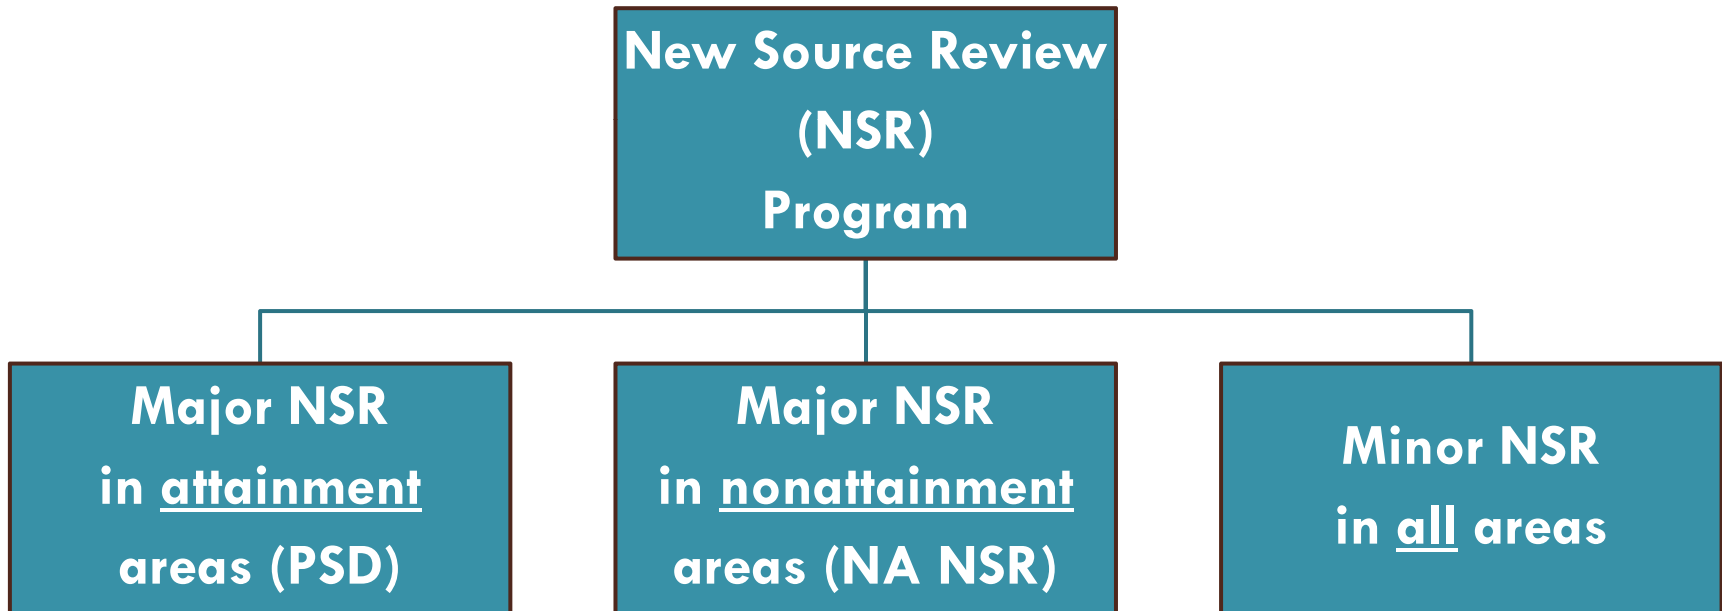 New Source Review
(NSR)
Program
Major NSR
in attainment
areas (PSD)
Major NSR
in nonattainment
areas (NA NSR)
Minor NSR
in all areas